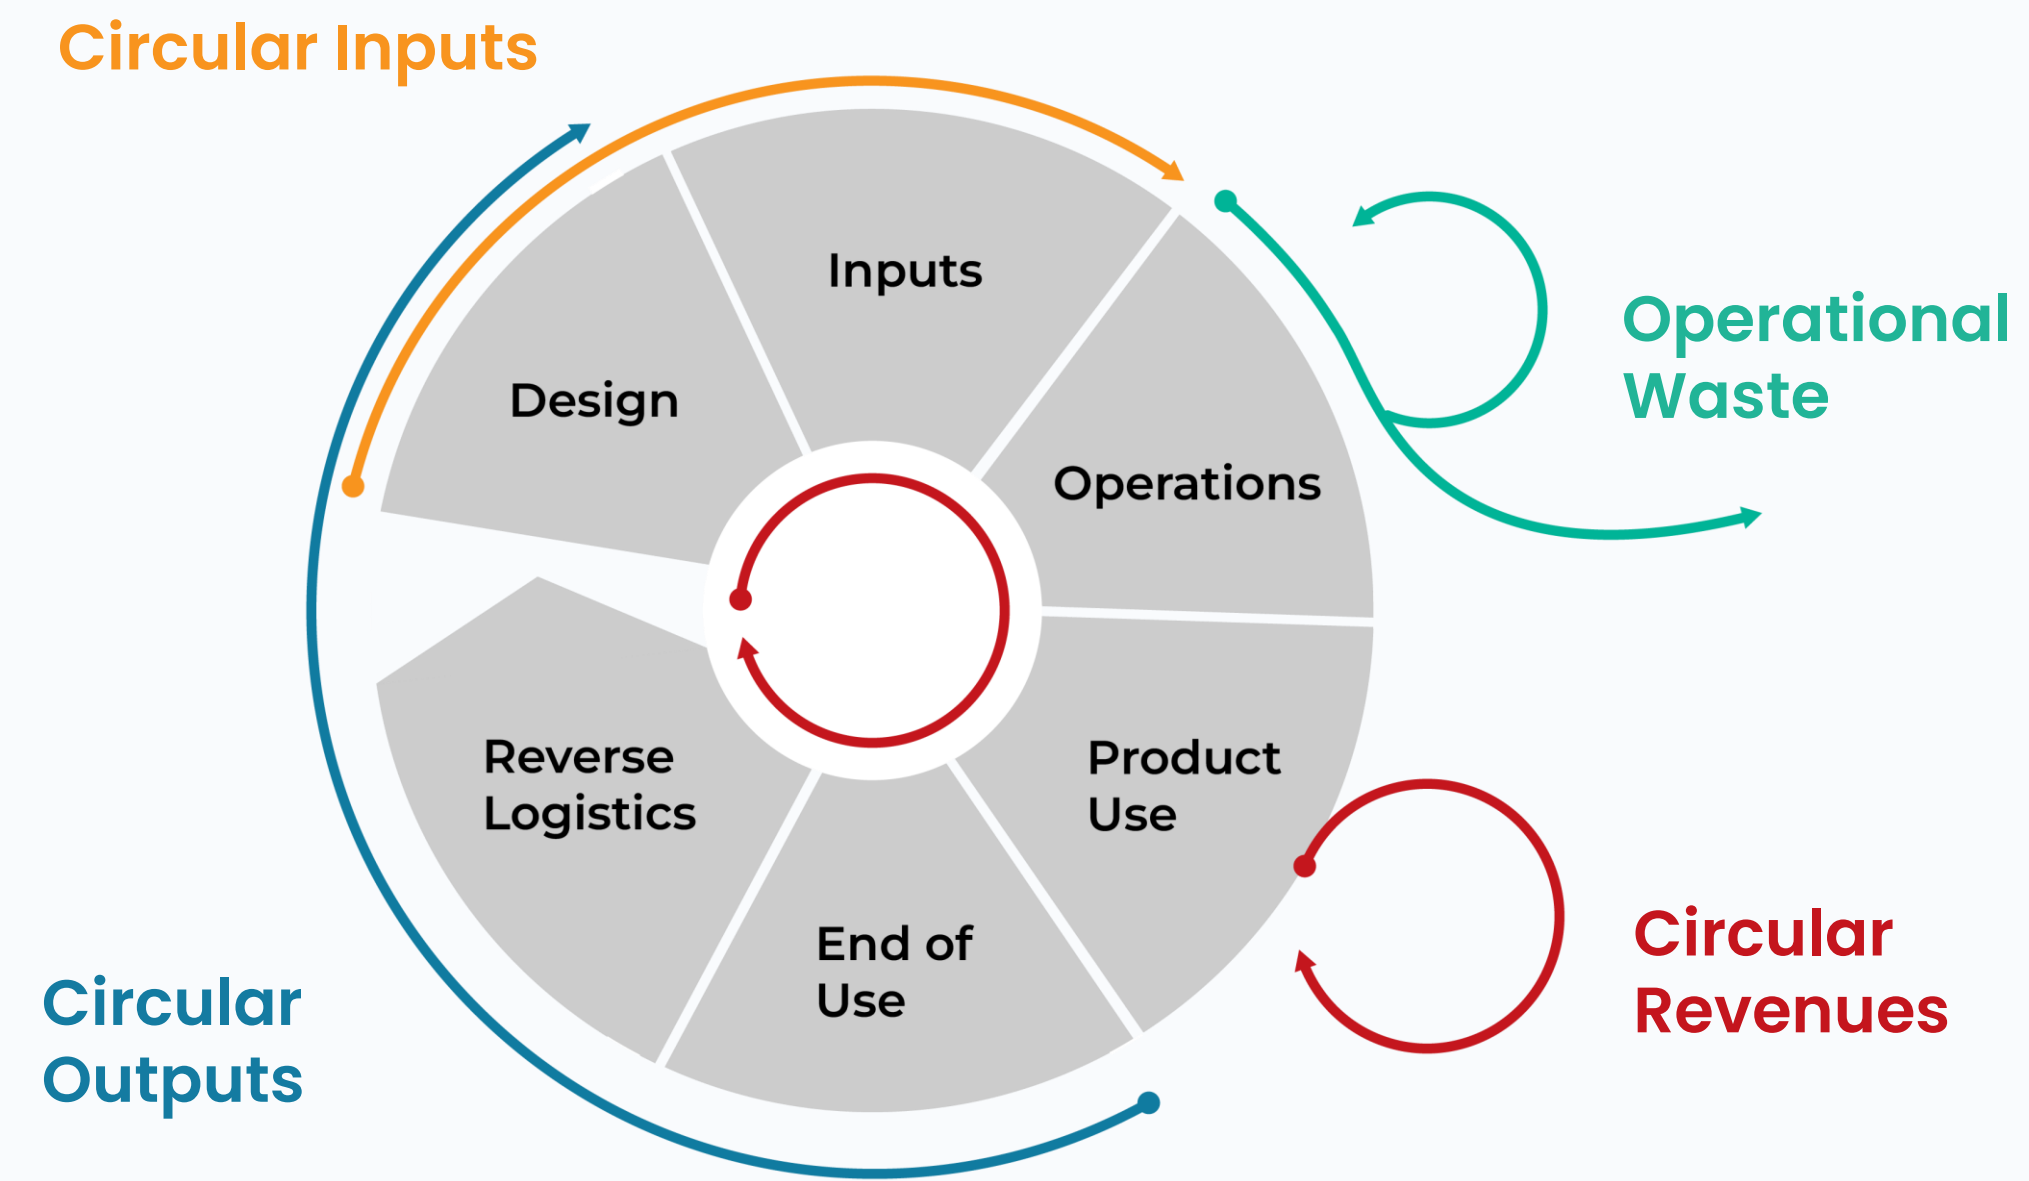 Circular Inputs
Inputs
Design
Operations
Operational
Waste
Product
Use
Reverse
Logistics
End of
Use
Circular
Revenues
Circular
Outputs